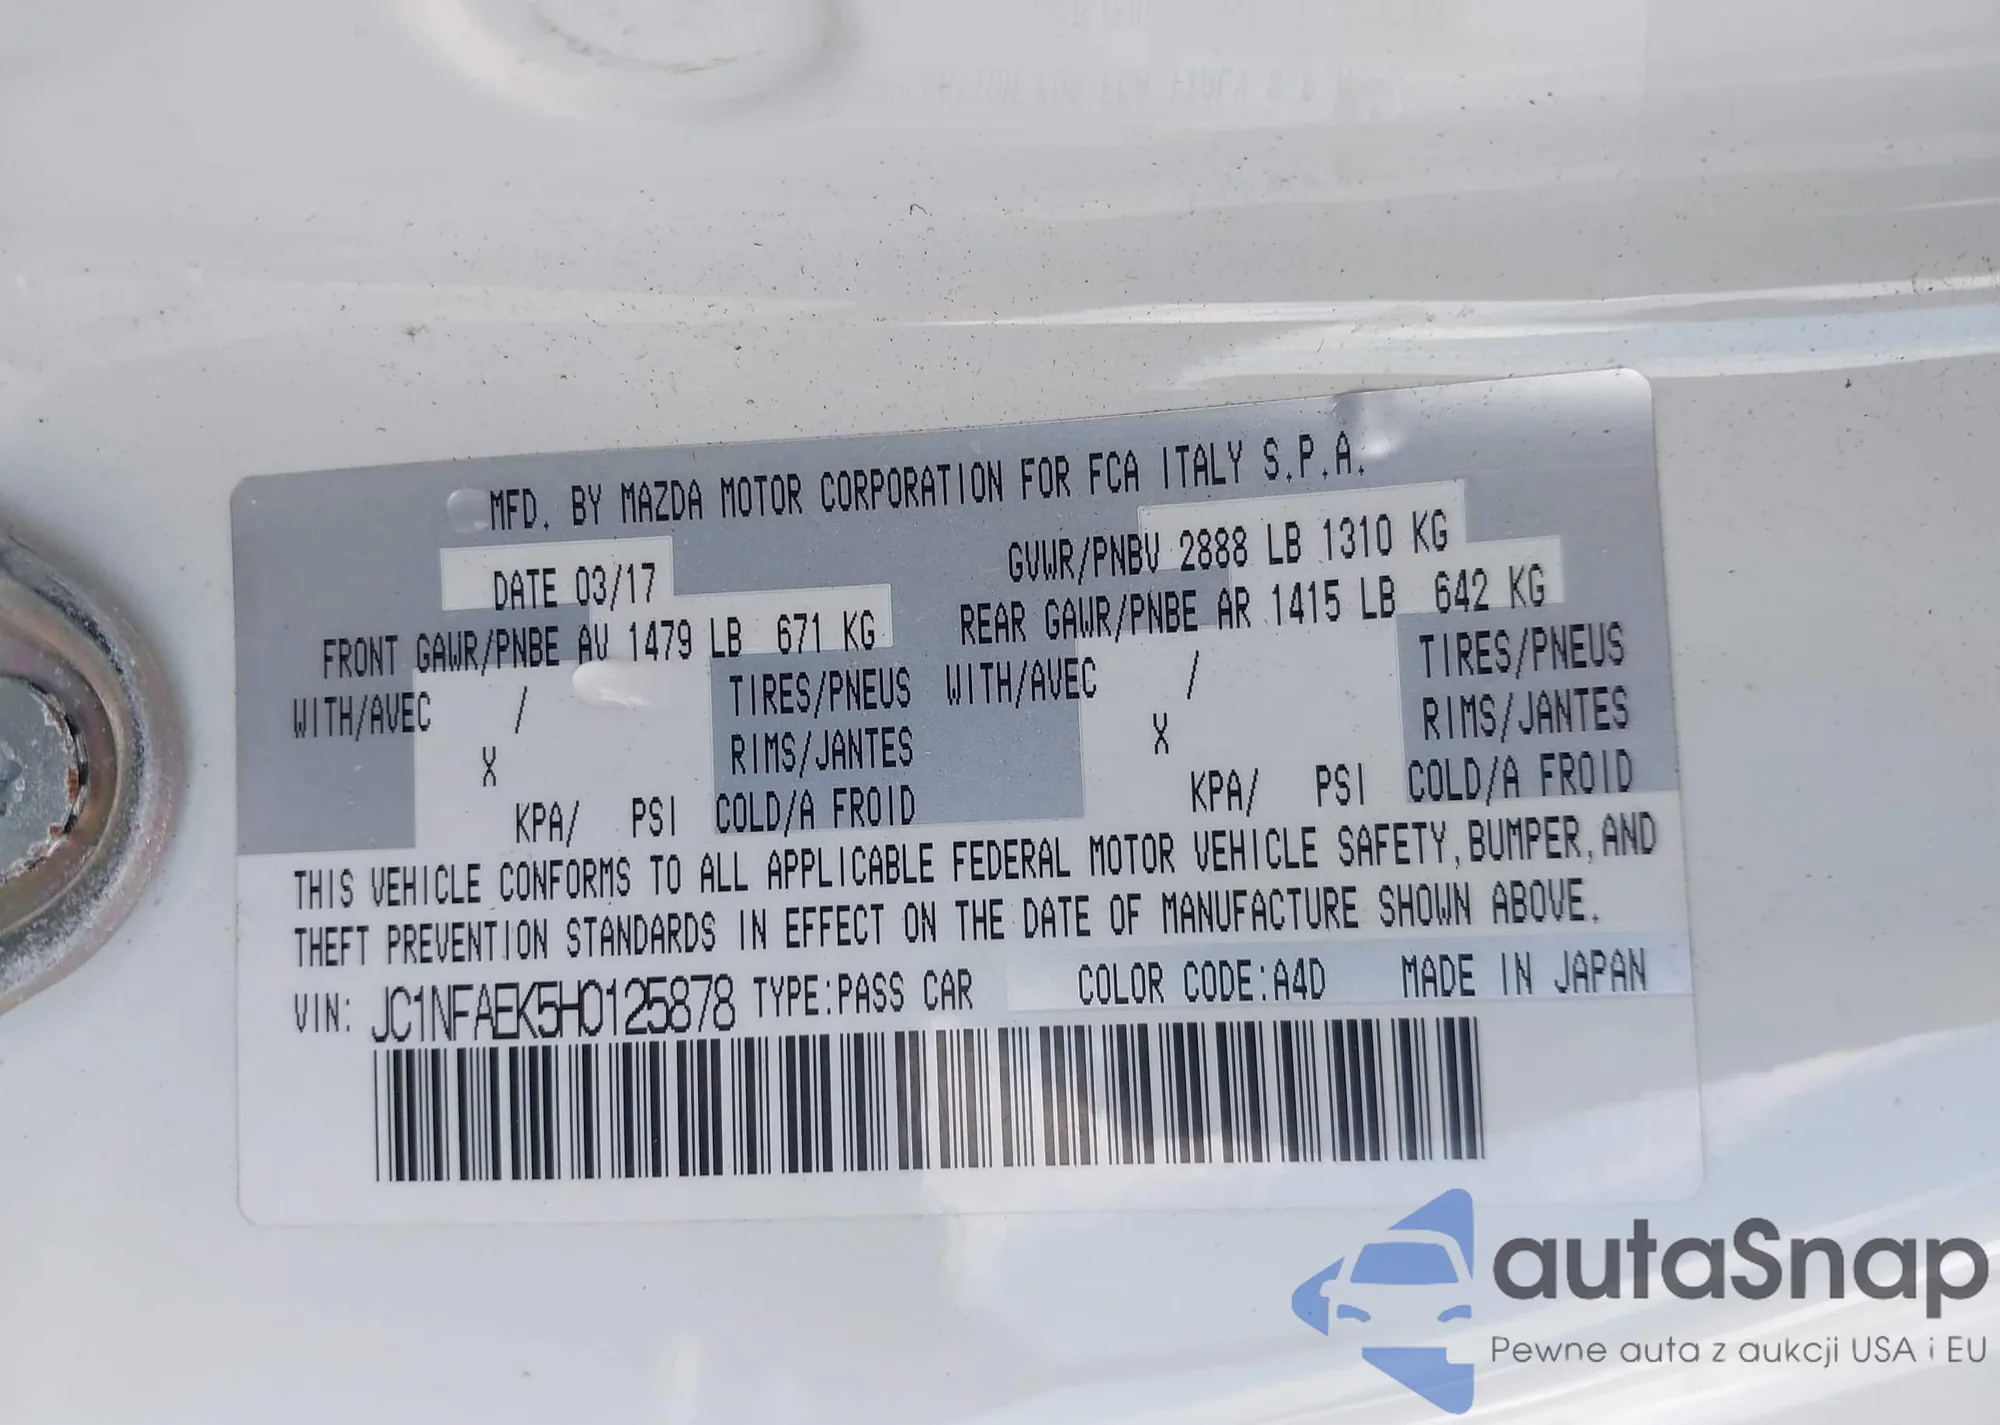 MFD. BY MAZDA MOTOR CORPORATION FOR FCA ITALY S.P.A.
DATE 03/17 GVWR/PNBV 2888 LB 1310 KG
FRONT GAWR/PNBE AV 1479 LB 671 KG REAR GAWR/PNBE AR 1415 LB 642 KG
WITH/AVEC / TIRES/PNEUS WITH/AVEC / TIRES/PNEUS
X RIMS/JANTES X RIMS/JANTES
KPA/ PSI COLD/A FROID KPA/ PSI COLD/A FROID
THIS VEHICLE CONFORMS TO ALL APPLICABLE FEDERAL MOTOR VEHICLE SAFETY, BUMPER, AND
THEFT PREVENTION STANDARDS IN EFFECT ON THE DATE OF MANUFACTURE SHOWN ABOVE.
VIN: JC1NFAEK5H0125878 TYPE:PASS CAR COLOR CODE:A4D MADE IN JAPAN
autaSnap
Pewne auta z aukcji USA i EU